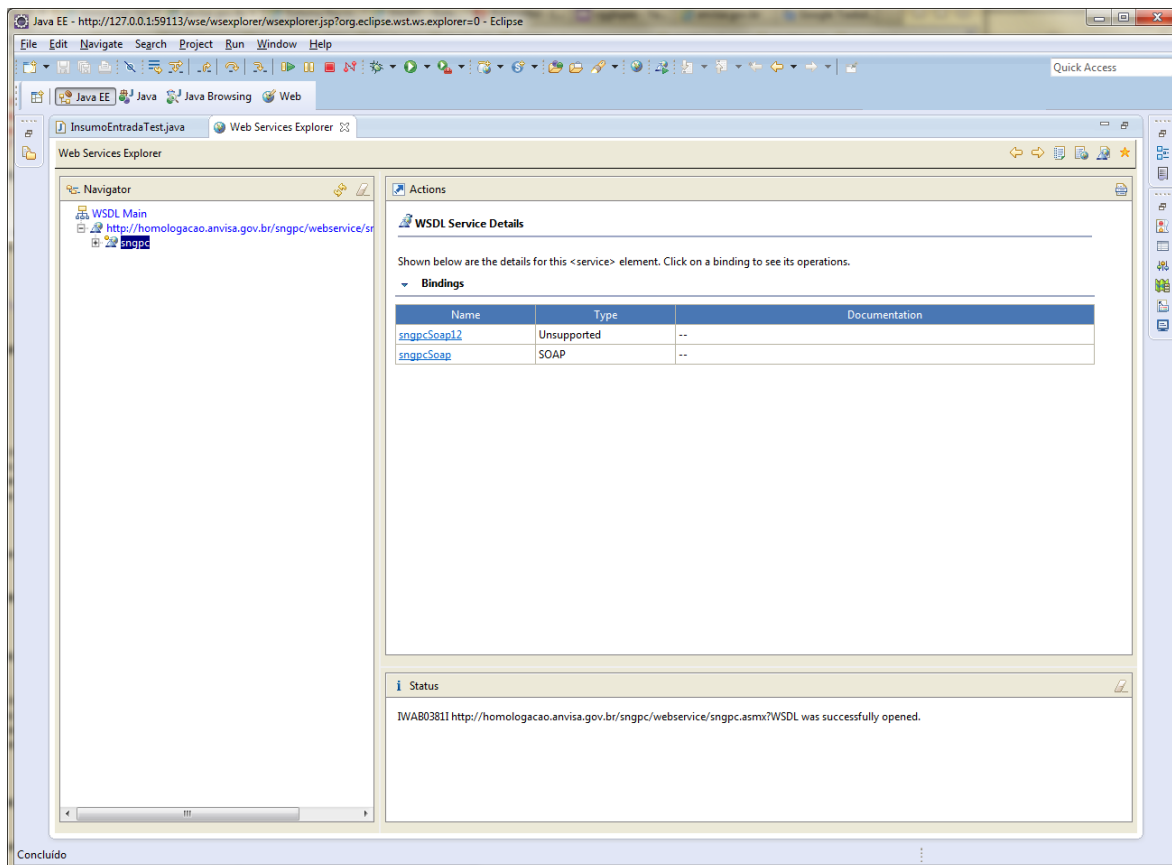 Java EE - http://127.0.0.1:59113/wse/wsexplorer/wsexplorer.jsp?org.eclipse.wst.ws.explorer=0 - Eclipse
File Edit Navigate Search Project Run Window Help
Quick Access
Java EE Java Java Browsing Web
InsumoEntradaTest.java Web Services Explorer
Web Services Explorer
Navigator
WSDL Main
http://homologacao.anvisa.gov.br/sngpc/webservice/sr
sngpc
Actions
WSDL Service Details
Shown below are the details for this <service> element. Click on a binding to see its operations.
Bindings
Name Type Documentation
sngpcSoap12 Unsupported --
sngpcSoap SOAP --
i Status
IWAB0381I http://homologacao.anvisa.gov.br/sngpc/webservice/sngpc.asmx?WSDL was successfully opened.
Concluído